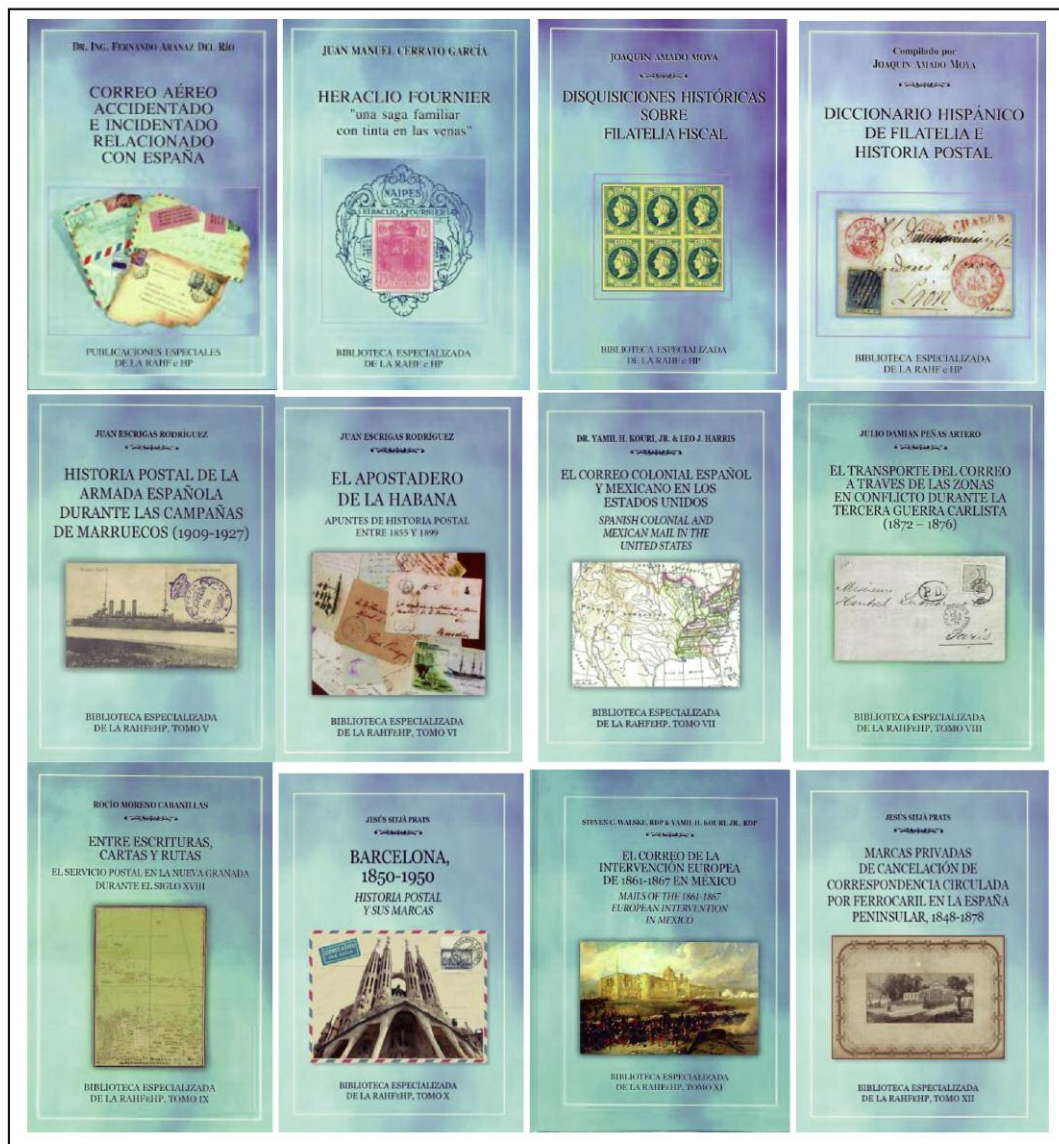 DR. ING. FERNANDO ARANAZ DEL RÍO
CORREO AÉREO
ACCIDENTADO
E INCIDENTADO
RELACIONADO
CON ESPAÑA
PUBLICACIONES ESPECIALES
DE LA RAHF e HP
JUAN MANUEL CERRATO GARCÍA
HERACLIO FOURNIER
"una saga familiar
con tinta en las venas"
NAIPES
HERACLIO FOURNIER
75
BIBLIOTECA ESPECIALIZADA
DE LA RAHF e HP
JOAQUIN AMADO MOYA
DISQUISICIONES HISTÓRICAS
SOBRE
FILATELIA FISCAL
BIBLIOTECA ESPECIALIZADA
DE LA RAHF e HP
Compilado por
JOAQUIN AMADO MOYA
DICCIONARIO HISPÁNICO
DE FILATELIA E
HISTORIA POSTAL
Lion
BIBLIOTECA ESPECIALIZADA
DE LA RAHF e HP
JUAN ESCRIGAS RODRÍGUEZ
HISTORIA POSTAL DE LA
ARMADA ESPAÑOLA
DURANTE LAS CAMPAÑAS
DE MARRUECOS (1909-1927)
BIBLIOTECA ESPECIALIZADA
DE LA RAHFEHP, TOMO V
JUAN ESCRIGAS RODRÍGUEZ
EL APOSTADERO
DE LA HABANA
APUNTES DE HISTORIA POSTAL
ENTRE 1855 Y 1899
BIBLIOTECA ESPECIALIZADA
DE LA RAHFEHP, TOMO VI
DR. YAMIL H. KOURI, JR. & LEO J. HARRIS
EL CORREO COLONIAL ESPAÑOL
Y MEXICANO EN LOS
ESTADOS UNIDOS
SPANISH COLONIAL AND
MEXICAN MAIL IN THE
UNITED STATES
BIBLIOTECA ESPECIALIZADA
DE LA RAHFEHP, TOMO VII
JULIO DAMIAN PEÑAS ARTERO
EL TRANSPORTE DEL CORREO
A TRAVES DE LAS ZONAS
EN CONFLICTO DURANTE LA
TERCERA GUERRA CARLISTA
(1872 – 1876)
P.D.
Paris
BIBLIOTECA ESPECIALIZADA
DE LA RAHFEHP, TOMO VIII
ROCÍO MORENO CABANILLAS
ENTRE ESCRITURAS,
CARTAS Y RUTAS
EL SERVICIO POSTAL EN LA NUEVA GRANADA
DURANTE EL SIGLO XVIII
BIBLIOTECA ESPECIALIZADA
DE LA RAHFEHP, TOMO IX
JESÚS SITJÀ PRATS
BARCELONA,
1850-1950
HISTORIA POSTAL
Y SUS MARCAS
CORREO AÉREO
BIBLIOTECA ESPECIALIZADA
DE LA RAHFEHP, TOMO X
STEVEN C. WALSKE, RDP & YAMIL H. KOURI, JR., RDP
EL CORREO DE LA
INTERVENCIÓN EUROPEA
DE 1861-1867 EN MÉXICO
MAILS OF THE 1861-1867
EUROPEAN INTERVENTION
IN MEXICO
BIBLIOTECA ESPECIALIZADA
DE LA RAHFEHP, TOMO XI
JESÚS SITJÀ PRATS
MARCAS PRIVADAS
DE CANCELACIÓN DE
CORRESPONDENCIA CIRCULADA
POR FERROCARIL EN LA ESPAÑA
PENINSULAR, 1848-1878
BIBLIOTECA ESPECIALIZADA
DE LA RAHFEHP, TOMO XII